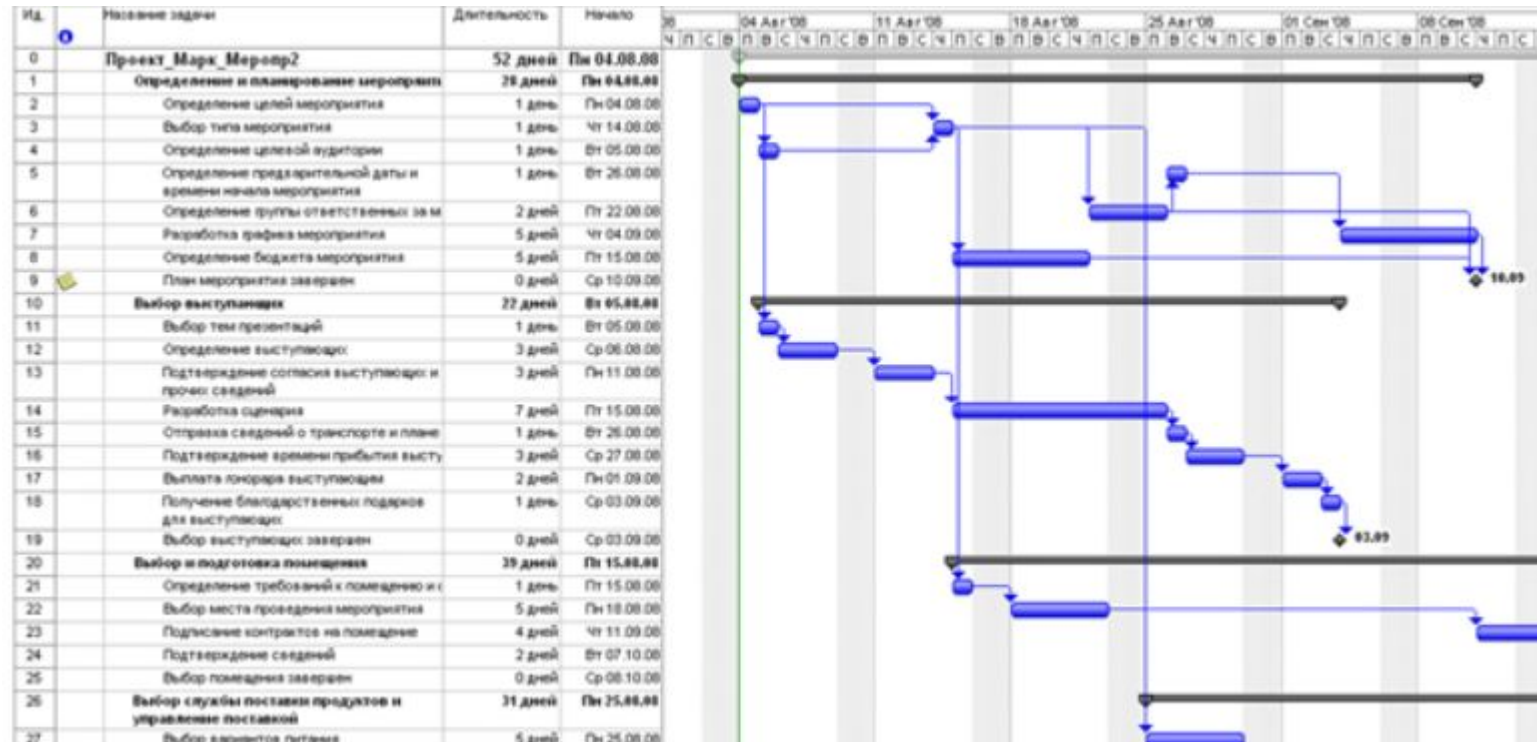 Ид. Название задачи Длительность Начало 04 Авг '08 11 Авг '08 18 Авг '08 25 Авг '08 01 Сен '08 08 Сен '08
Ч П С В П В С Ч П С В П В С Ч П С В П В С Ч П С В П В С Ч П С В П В С Ч П С В П В С Ч П С
0 Проект_Марк_Меропр2 52 дней Пн 04.08.08
1 Определение и планирование мероприяти 28 дней Пн 04.08.08
2 Определение целей мероприятия 1 день Пн 04.08.08
3 Выбор типа мероприятия 1 день Чт 14.08.08
4 Определение целевой аудитории 1 день Вт 05.08.08
5 Определение предварительной даты и 1 день Вт 26.08.08
времени начала мероприятия
6 Определение группы ответственных за м 2 дней Пт 22.08.08
7 Разработка графика мероприятия 5 дней Чт 04.09.08
8 Определение бюджета мероприятия 5 дней Пт 15.08.08
9 План мероприятия завершен 0 дней Ср 10.09.08 10.09
10 Выбор выступающих 22 дней Вт 05.08.08
11 Выбор тем презентаций 1 день Вт 05.08.08
12 Определение выступающих 3 дней Ср 06.08.08
13 Подтверждение согласия выступающих и 3 дней Пн 11.08.08
прочих сведений
14 Разработка сценария 7 дней Пт 15.08.08
15 Отправка сведений о транспорте и плане 1 день Вт 26.08.08
16 Подтверждение времени прибытия высту 3 дней Ср 27.08.08
17 Выплата гонорара выступающим 2 дней Пн 01.09.08
18 Получение благодарственных подарков 1 день Ср 03.09.08
для выступающих
19 Выбор выступающих завершен 0 дней Ср 03.09.08 03.09
20 Выбор и подготовка помещения 39 дней Пт 15.08.08
21 Определение требований к помещению и с 1 день Пт 15.08.08
22 Выбор места проведения мероприятия 5 дней Пн 18.08.08
23 Подписание контрактов на помещение 4 дней Чт 11.09.08
24 Подтверждение сведений 2 дней Вт 07.10.08
25 Выбор помещения завершен 0 дней Ср 08.10.08
26 Выбор службы поставки продуктов и 31 дней Пн 25.08.08
управление поставкой
27 Выбор вариантов питания 5 дней Пн 25.08.08